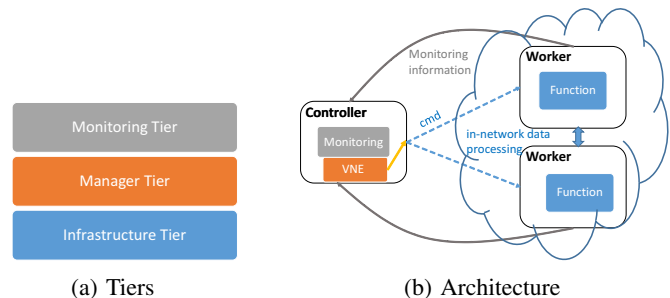 Monitoring Tier
Manager Tier
Infrastructure Tier
(a) Tiers
Monitoring
information
Controller
Monitoring
VNE
cmd
Worker
Function
in-network data
processing
Worker
Function
(b) Architecture